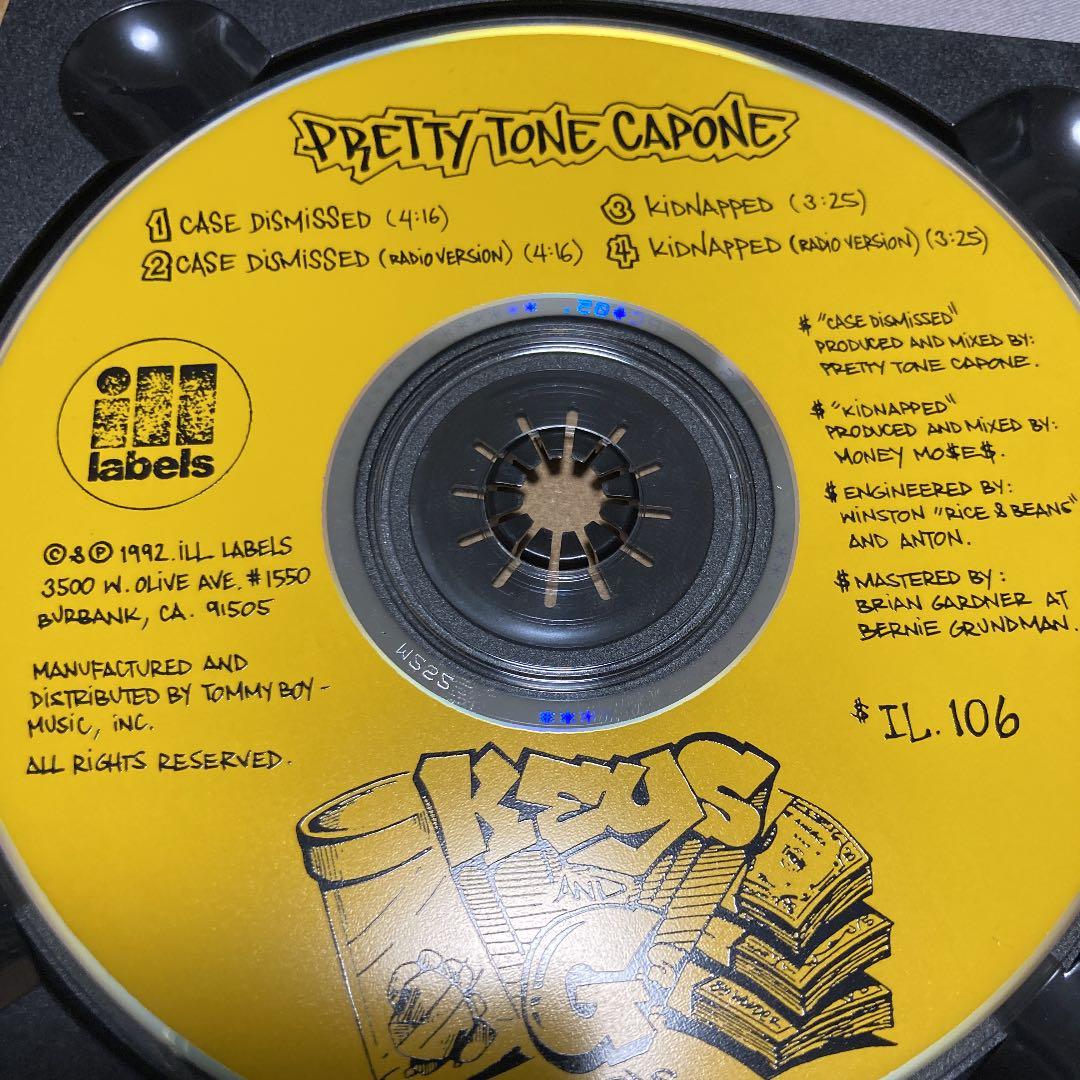 PRETTY TONE CAPONE
1 CASE DISMISSED (4:16)
2 CASE DISMISSED (RADIO VERSION) (4:16)
3 KIDNAPPED (3:25)
4 KIDNAPPED (RADIO VERSION) (3:25)
ill
labels
© & ℗ 1992. ILL LABELS
3500 W. OLIVE AVE. #1550
BURBANK, CA. 91505
MANUFACTURED AND
DISTRIBUTED BY TOMMY BOY -
MUSIC, INC.
ALL RIGHTS RESERVED.
$ "CASE DISMISSED"
PRODUCED AND MIXED BY:
PRETTY TONE CAPONE.
$ "KIDNAPPED"
PRODUCED AND MIXED BY:
MONEY MO$E$.
$ ENGINEERED BY:
WINSTON "RICE & BEANS"
AND ANTON.
$ MASTERED BY:
BRIAN GARDNER AT
BERNIE GRUNDMAN.
$ IL. 106
WS2S
KEYS
AND
G